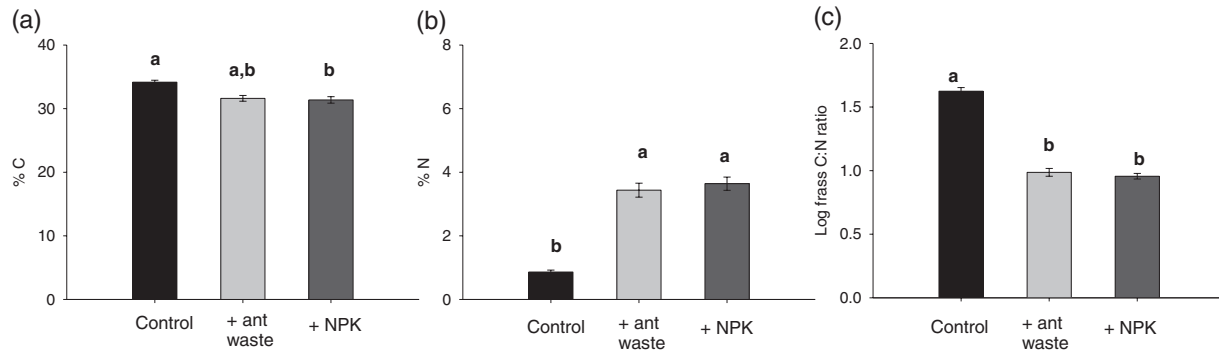 (a)
% C
40
30
20
10
0
a
a,b
b
Control
+ ant
waste
+ NPK
(b)
% N
8
6
4
2
0
b
a
a
Control
+ ant
waste
+ NPK
(c)
Log frass C:N ratio
2.0
1.5
1.0
0.5
0.0
a
b
b
Control
+ ant
waste
+ NPK